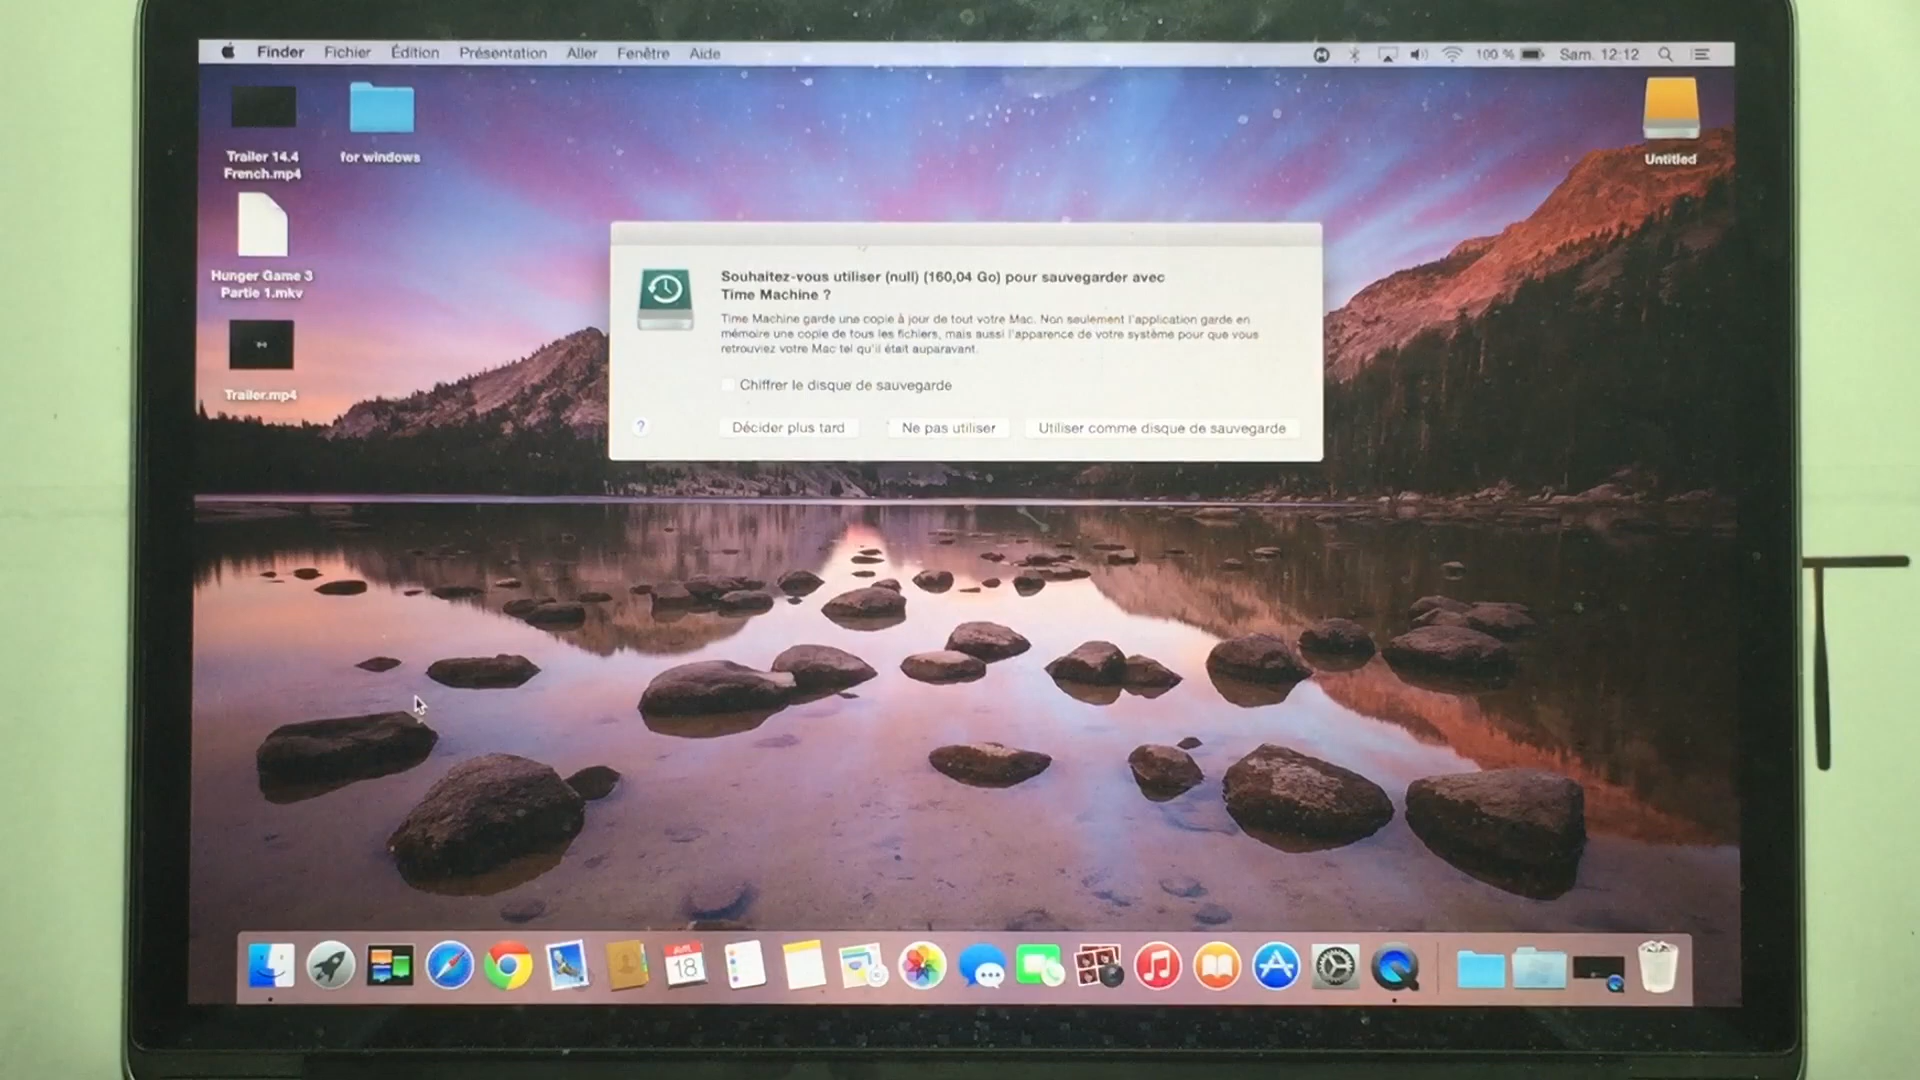 Finder Fichier Édition Présentation Aller Fenêtre Aide 100 % Sam. 12:12
Trailer 14.4
French.mp4
for windows
Untitled
Hunger Game 3
Partie 1.mkv
Trailer.mp4
Souhaitez-vous utiliser (null) (160,04 Go) pour sauvegarder avec
Time Machine ?
Time Machine garde une copie à jour de tout votre Mac. Non seulement l'application garde en
mémoire une copie de tous les fichiers, mais aussi l'apparence de votre système pour que vous
retrouviez votre Mac tel qu'il était auparavant.
Chiffrer le disque de sauvegarde
? Décider plus tard Ne pas utiliser Utiliser comme disque de sauvegarde
18